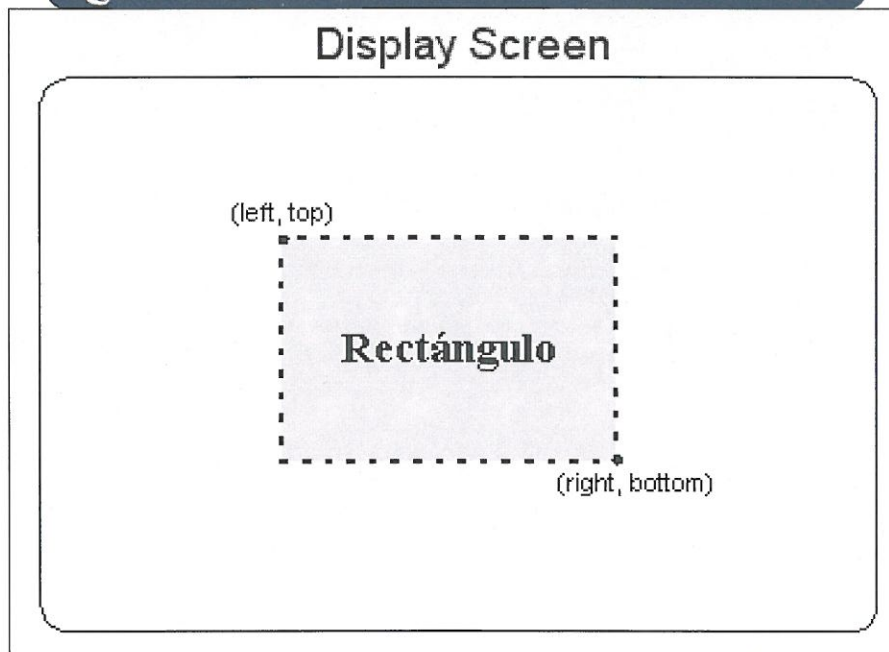 Display Screen
(left, top)
Rectángulo
(right, bottom)